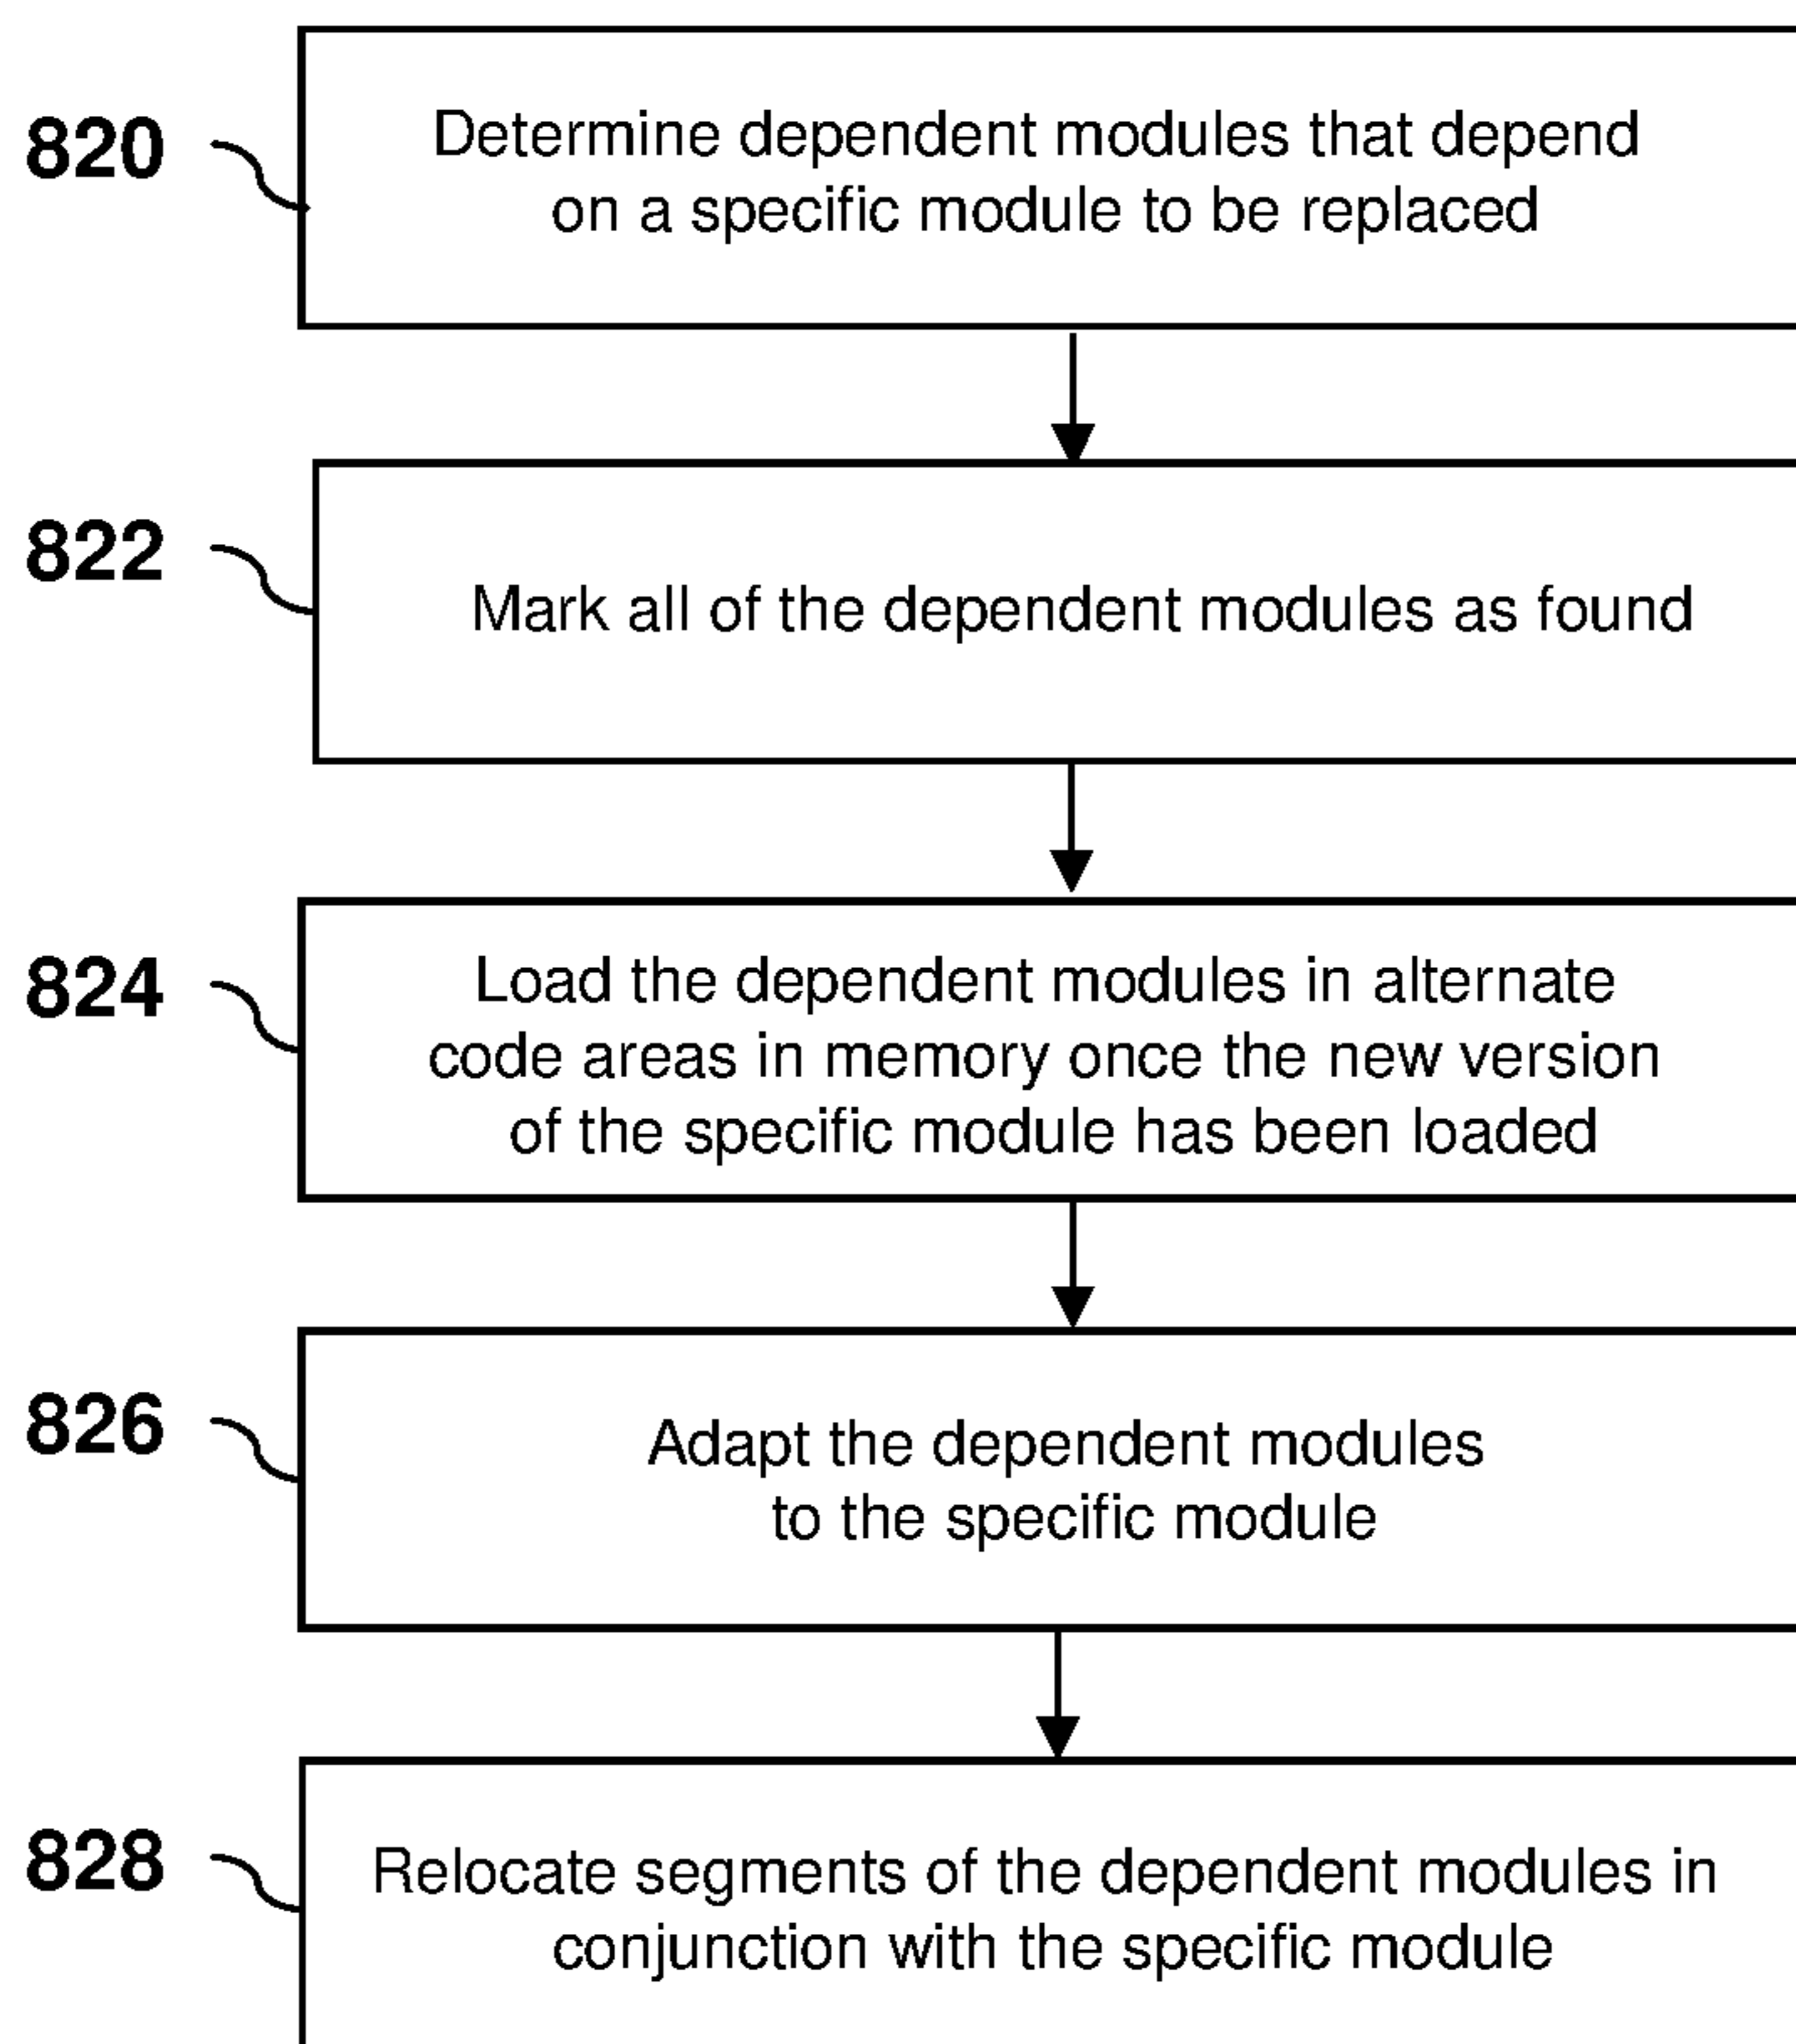 820
Determine dependent modules that depend
on a specific module to be replaced
822
Mark all of the dependent modules as found
824
Load the dependent modules in alternate
code areas in memory once the new version
of the specific module has been loaded
826
Adapt the dependent modules
to the specific module
828
Relocate segments of the dependent modules in
conjunction with the specific module